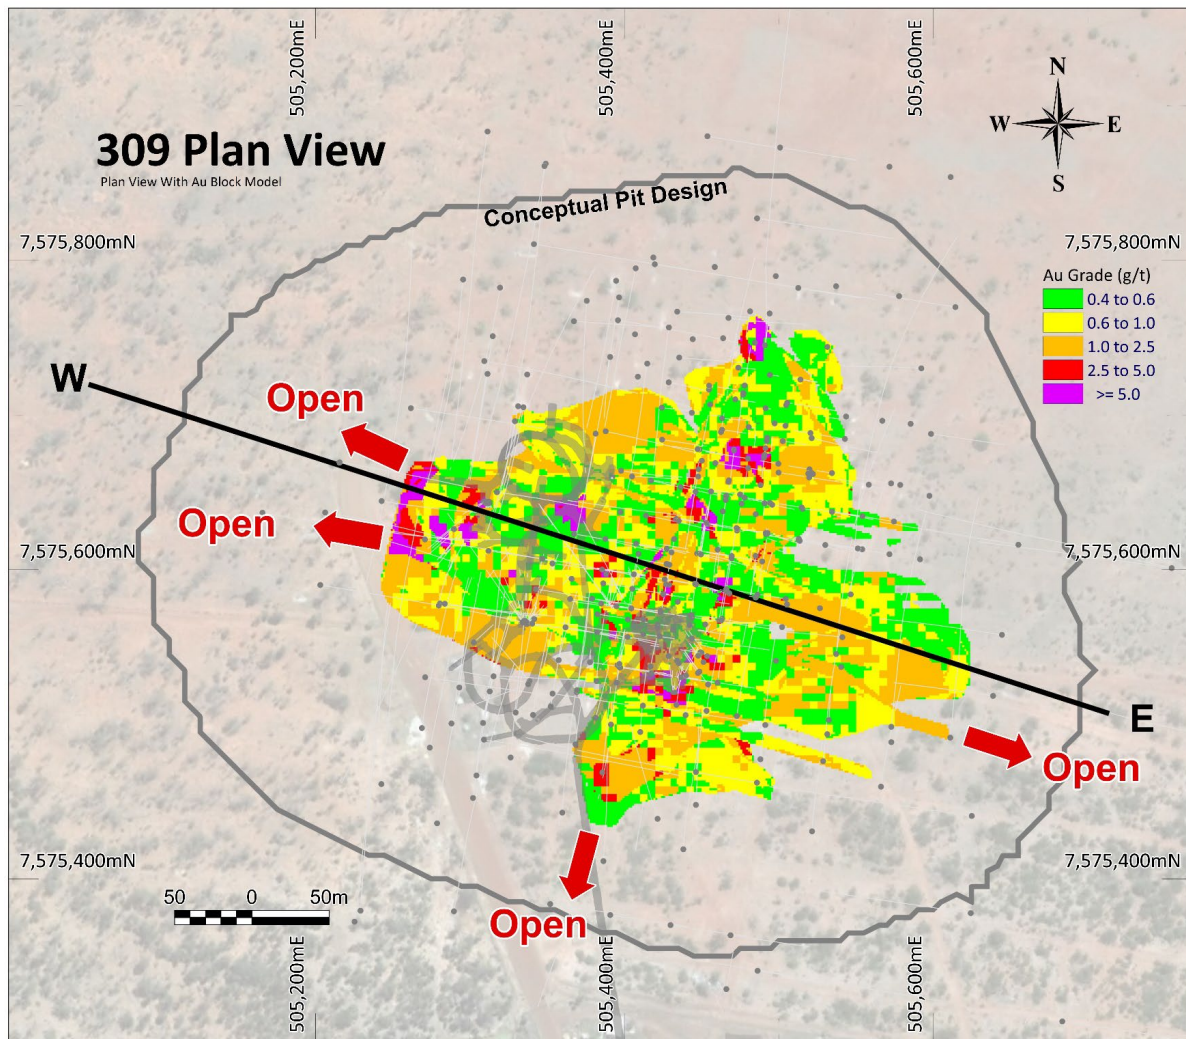 505,200mE
505,400mE
505,600mE
N
W
E
S
309 Plan View
Plan View With Au Block Model
Conceptual Pit Design
7,575,800mN
7,575,800mN
Au Grade (g/t)
0.4 to 0.6
0.6 to 1.0
1.0 to 2.5
2.5 to 5.0
>= 5.0
W
Open
Open
7,575,600mN
7,575,600mN
E
Open
7,575,400mN
7,575,400mN
50 0 50m
Open
505,200mE
505,400mE
505,600mE